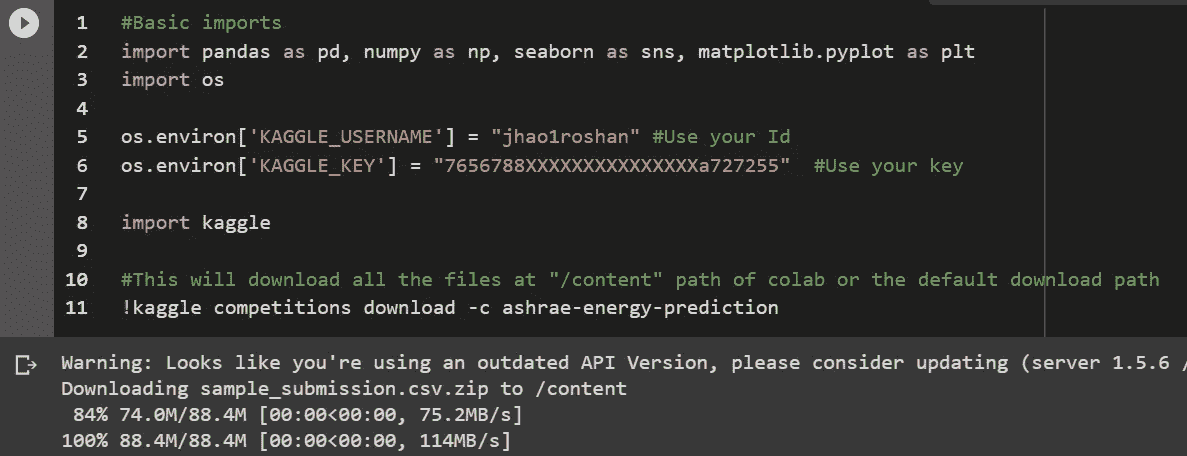 1 #Basic imports
2 import pandas as pd, numpy as np, seaborn as sns, matplotlib.pyplot as plt
3 import os
4
5 os.environ['KAGGLE_USERNAME'] = "jhao1roshan" #Use your Id
6 os.environ['KAGGLE_KEY'] = "7656788XXXXXXXXXXXXXXXa727255" #Use your key
7
8 import kaggle
9
10 #This will download all the files at "/content" path of colab or the default download path
11 !kaggle competitions download -c ashrae-energy-prediction
Warning: Looks like you're using an outdated API Version, please consider updating (server 1.5.6 /
Downloading sample_submission.csv.zip to /content
84% 74.0M/88.4M [00:00<00:00, 75.2MB/s]
100% 88.4M/88.4M [00:00<00:00, 114MB/s]